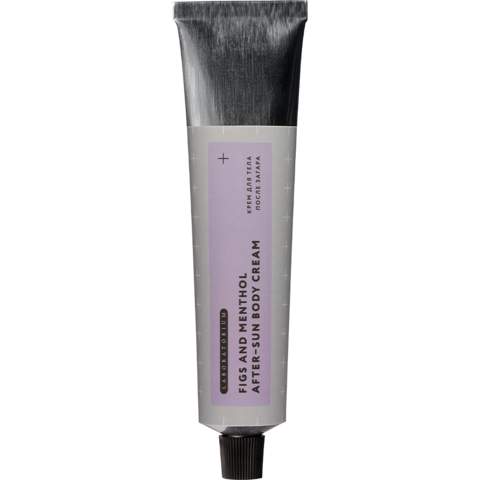 LABORATORIUM
FIGS AND MENTHOL
AFTER-SUN BODY CREAM
КРЕМ ДЛЯ ТЕЛА
ПОСЛЕ ЗАГАРА